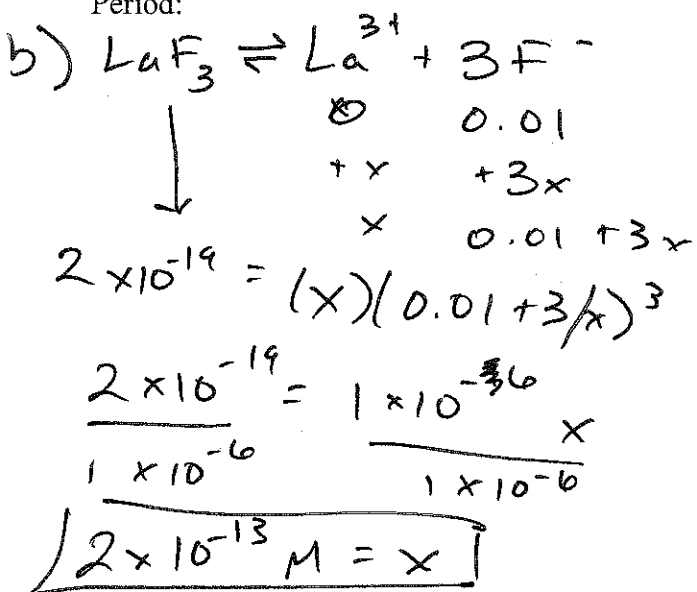 Period:
b) LaF₃ ⇌ La³⁺ + 3F⁻
0 0.01
+x +3x
x 0.01 + 3x
2 × 10⁻¹⁹ = (x)(0.01 + 3x)³
2 × 10⁻¹⁹ = 1 × 10⁻⁶ x
1 × 10⁻⁶ 1 × 10⁻⁶
2 × 10⁻¹³ M = x